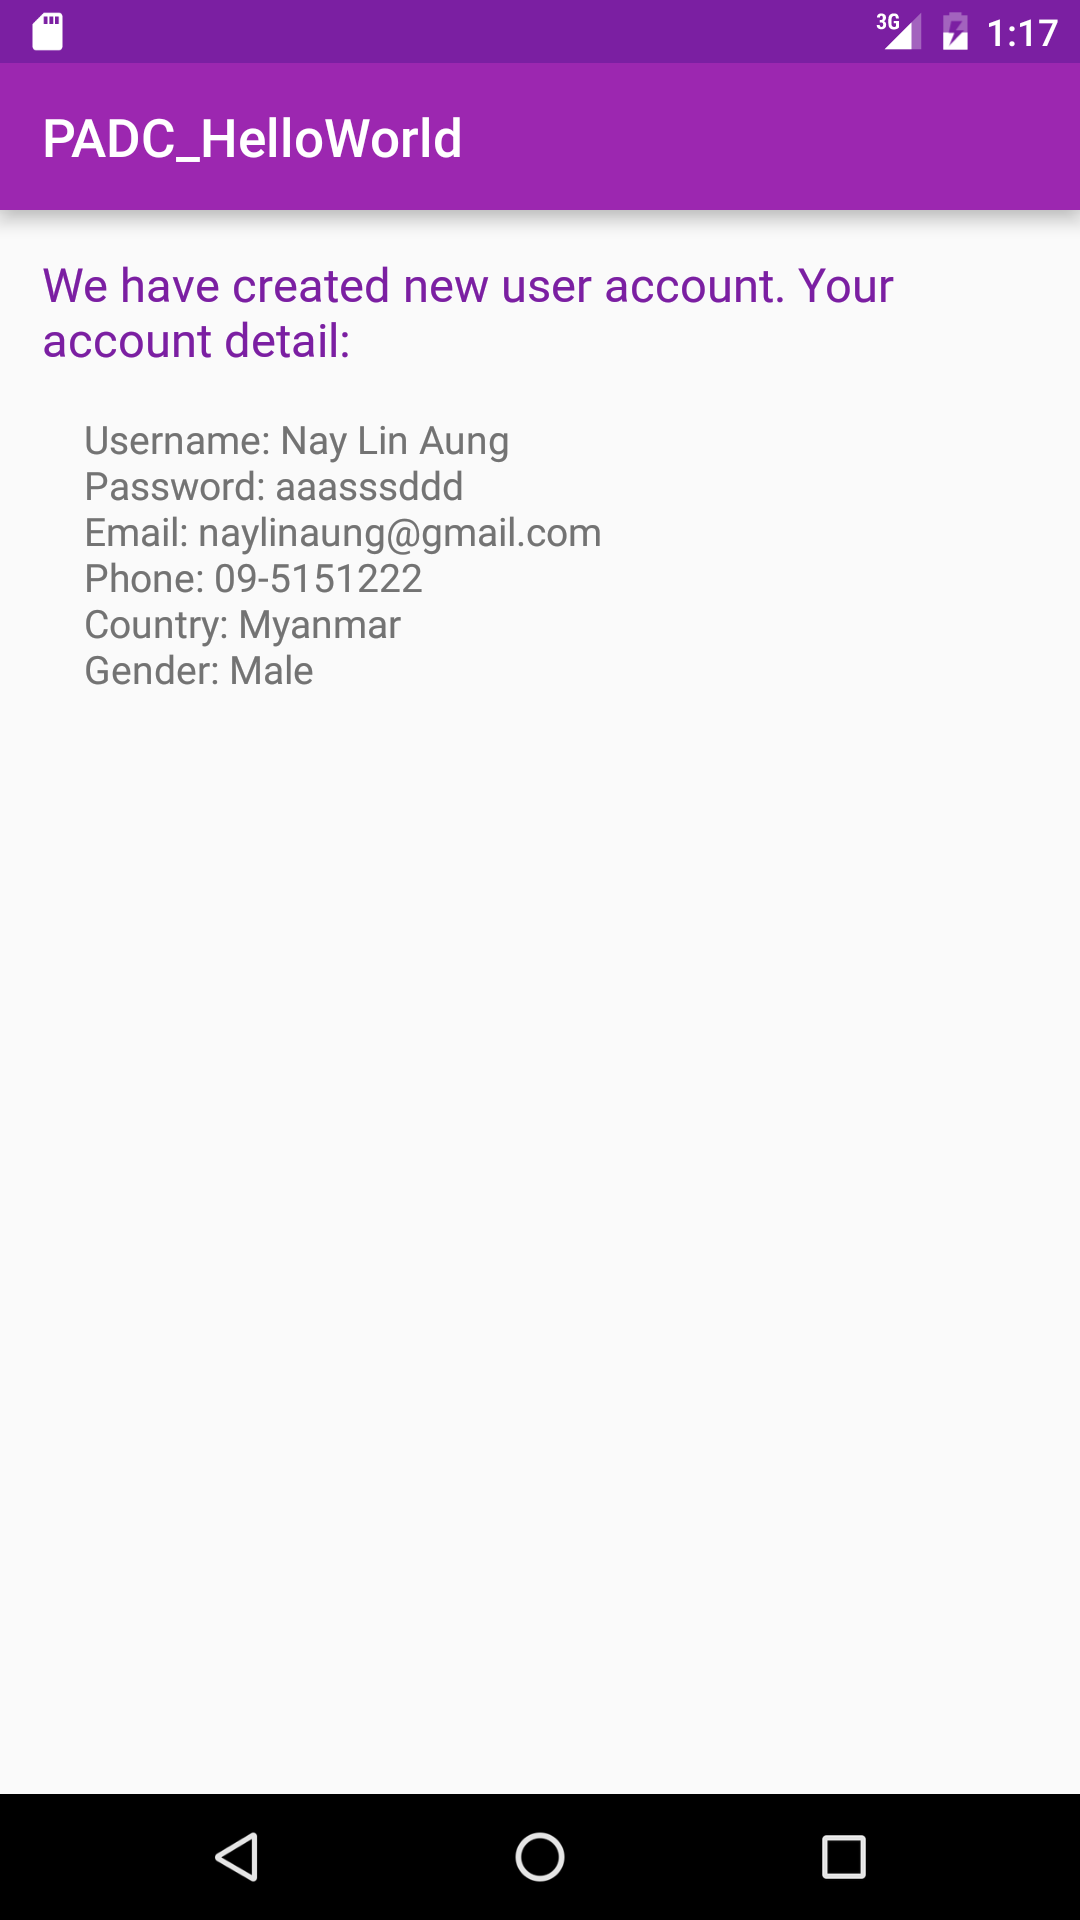 3G 1:17
PADC_HelloWorld
We have created new user account. Your
account detail:
Username: Nay Lin Aung
Password: aaasssddd
Email: naylinaung@gmail.com
Phone: 09-5151222
Country: Myanmar
Gender: Male